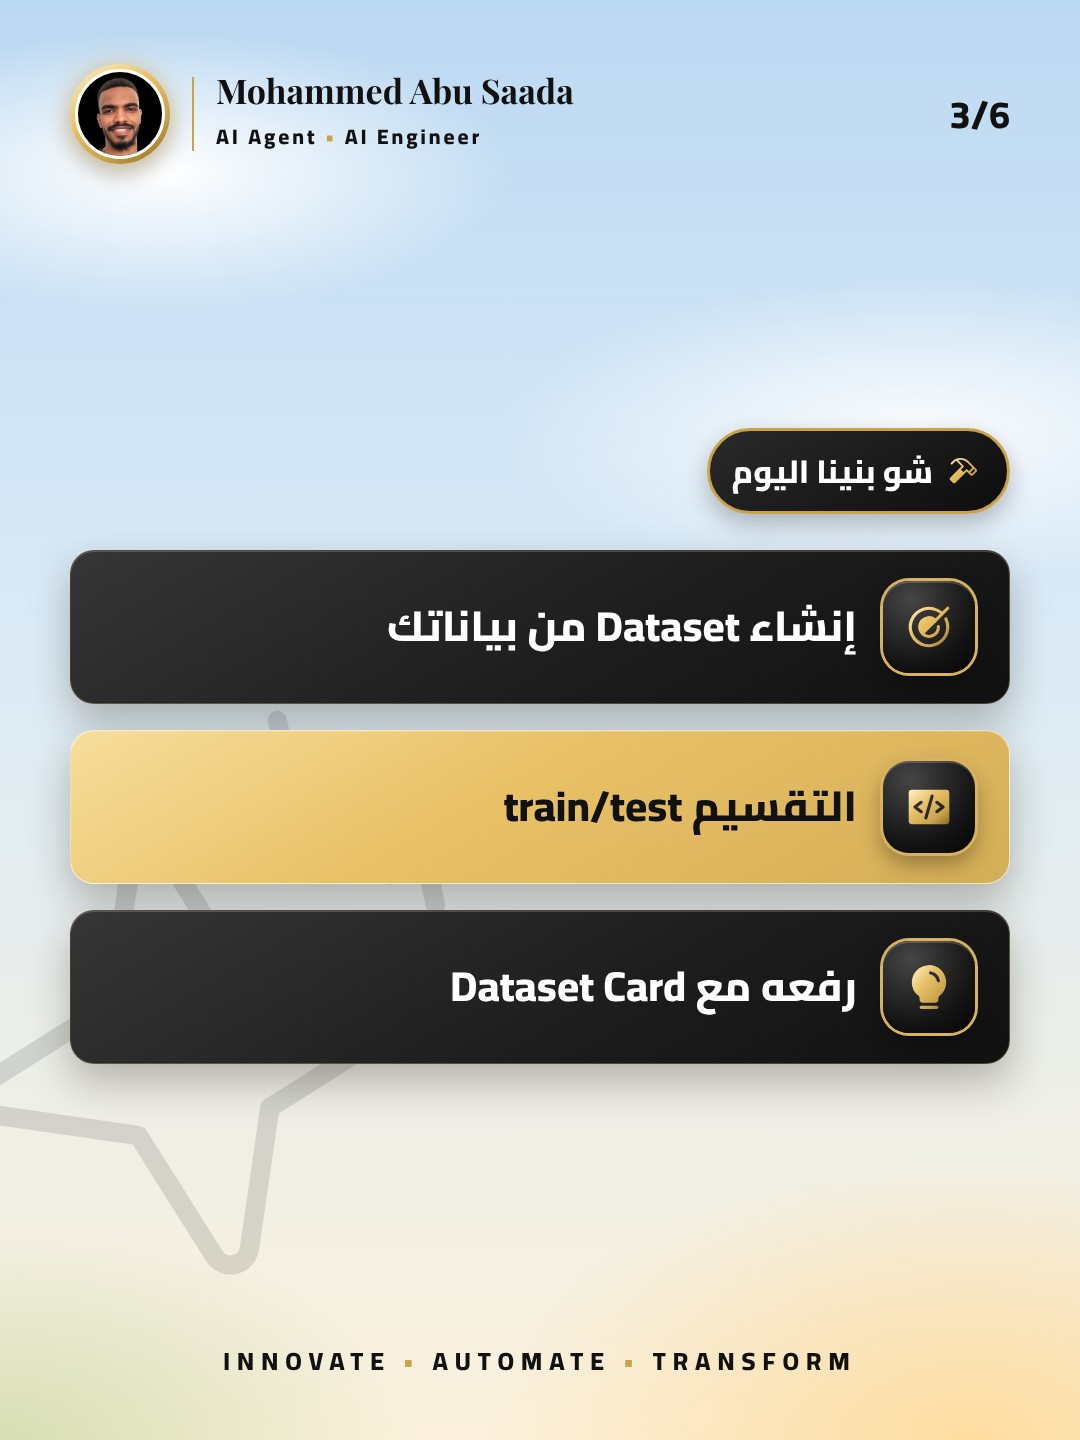 Mohammed Abu Saada
AI Agent ▪ AI Engineer
3/6
شو بنينا اليوم
إنشاء Dataset من بياناتك
التقسيم train/test
رفعه مع Dataset Card
INNOVATE ▪ AUTOMATE ▪ TRANSFORM